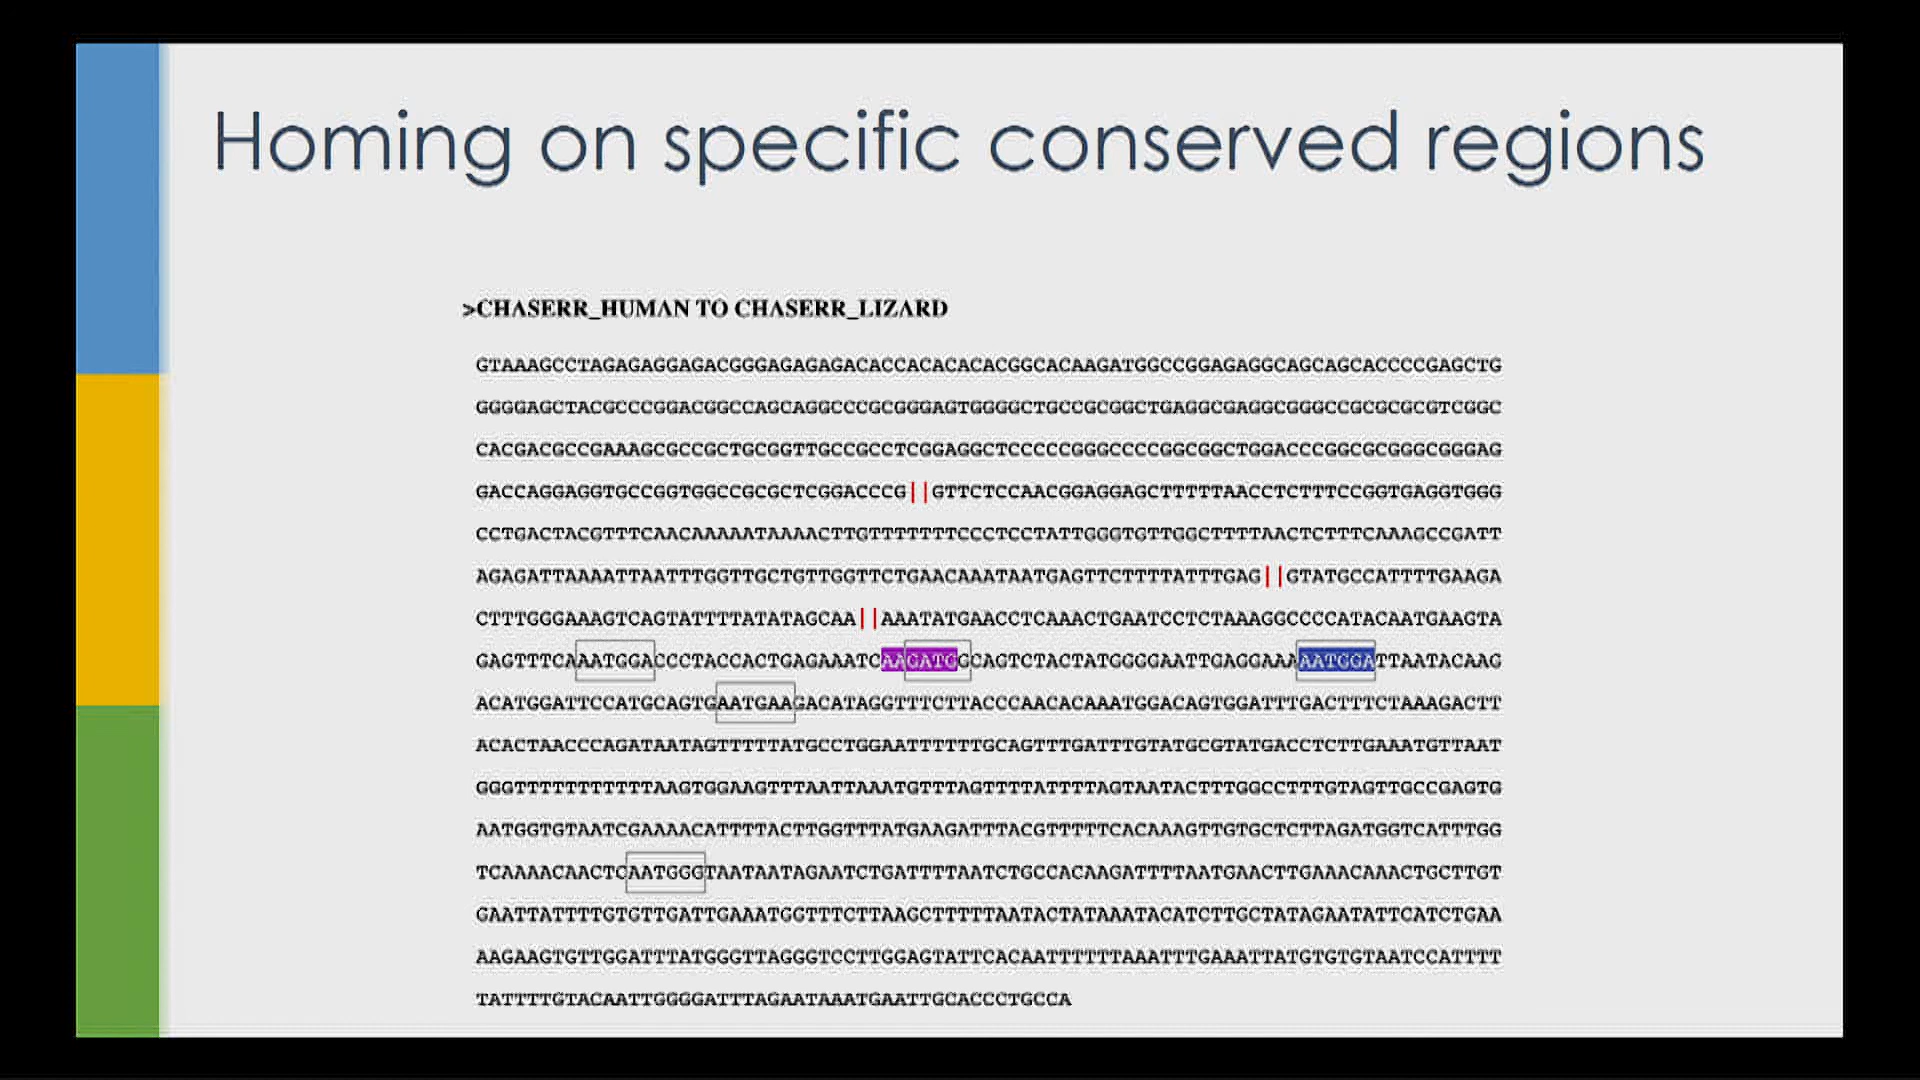 Homing on specific conserved regions
>CHASERR_HUMAN TO CHASERR_LIZARD
GTAAAGCCTAGAGAGGAGACGGGAGAGAGACACCACACACACGGCACAAGATGGCCGGAGAGGCAGCAGCACCCCGAGCTG
GGGGAGCTACGCCCGGACGGCCAGCAGGCCCGCGGGAGTGGGGCTGCCGCGGCTGAGGCGAGGCGGGCCGCGCGCGTCGGC
CACGACGCCGAAAGCGCCGCTGCGGTTGCCGCCTCGGAGGCTCCCCCGGGCCCCGGCGGCTGGACCCGGCGCGGGCGGGAG
GACCAGGAGGTGCCGGTGGCCGCGCTCGGACCCG||GTTCTCCAACGGAGGAGCTTTTTAACCTCTTTCCGGTGAGGTGGG
CCTGACTACGTTTCAACAAAAATAAAACTTGTTTTTTTCCCTCCTATTGGGTGTTGGCTTTTAACTCTTTCAAAGCCGATT
AGAGATTAAAATTAATTTGGTTGCTGTTGGTTCTGAACAAATAATGAGTTCTTTTATTTGAG||GTATGCCATTTTGAAGA
CTTTGGGAAAGTCAGTATTTTATATAGCAA||AAATATGAACCTCAAACTGAATCCTCTAAAGGCCCCATACAATGAAGTA
GAGTTTCAAATGGACCCTACCACTGAGAAATCAAGATGGCAGTCTACTATGGGGAATTGAGGAAAAATGGATTAATACAAG
ACATGGATTCCATGCAGTGAATGAAGACATAGGTTTCTTACCCAACACAAATGGACAGTGGATTTGACTTTCTAAAGACTT
ACACTAACCCAGATAATAGTTTTTATGCCTGGAATTTTTTGCAGTTTGATTTGTATGCGTATGACCTCTTGAAATGTTAAT
GGGTTTTTTTTTTTAAGTGGAAGTTTAATTAAATGTTTAGTTTTATTTTAGTAATACTTTGGCCTTTGTAGTTGCCGAGTG
AATGGTGTAATCGAAAACATTTTACTTGGTTTATGAAGATTTACGTTTTTCACAAAGTTGTGCTCTTAGATGGTCATTTGG
TCAAAACAACTCAATGGGTAATAATAGAATCTGATTTTAATCTGCCACAAGATTTTAATGAACTTGAAACAAACTGCTTGT
GAATTATTTTGTGTTGATTGAAATGGTTTCTTAAGCTTTTTAATACTATAAATACATCTTGCTATAGAATATTCATCTGAA
AAGAAGTGTTGGATTTATGGGTTAGGGTCCTTGGAGTATTCACAATTTTTTAAATTTGAAATTATGTGTGTAATCCATTTT
TATTTTGTACAATTGGGGATTTAGAATAAATGAATTGCACCCTGCCA